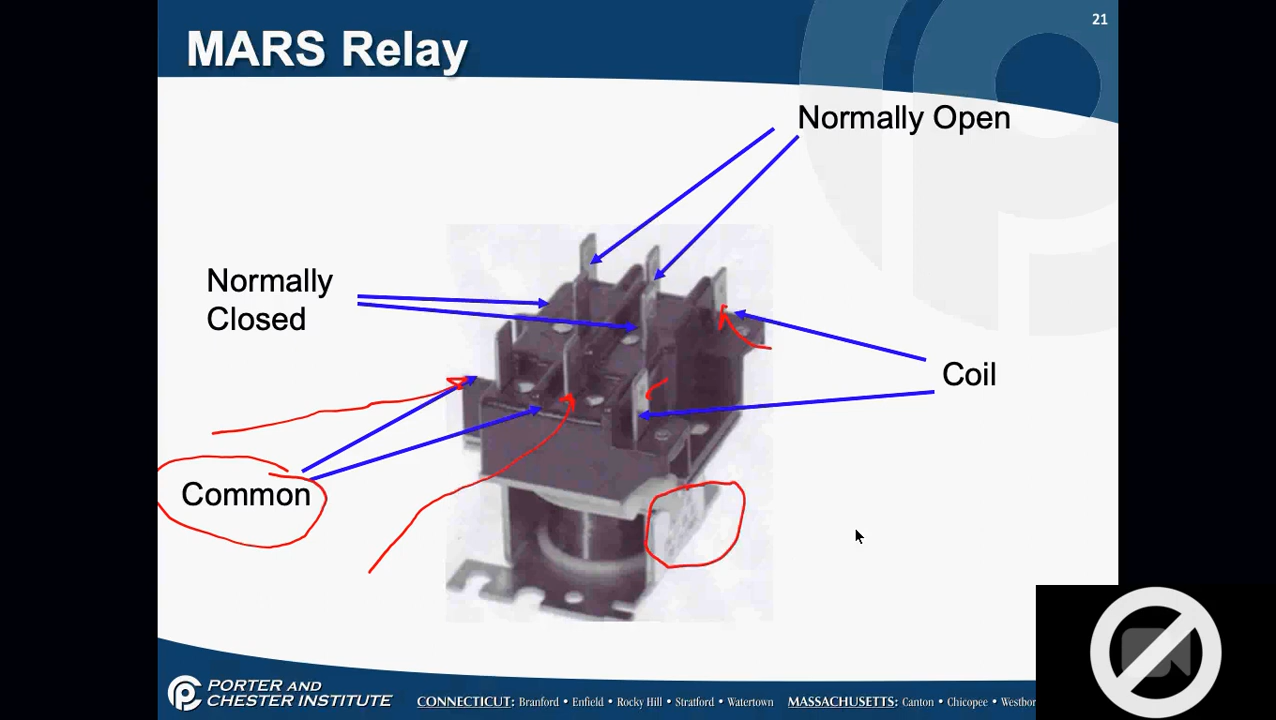 21
MARS Relay
Normally Open
Normally
Closed
Coil
Common
PORTER AND
CHESTER INSTITUTE
CONNECTICUT: Branford • Enfield • Rocky Hill • Stratford • Watertown MASSACHUSETTS: Canton • Chicopee • Westbor